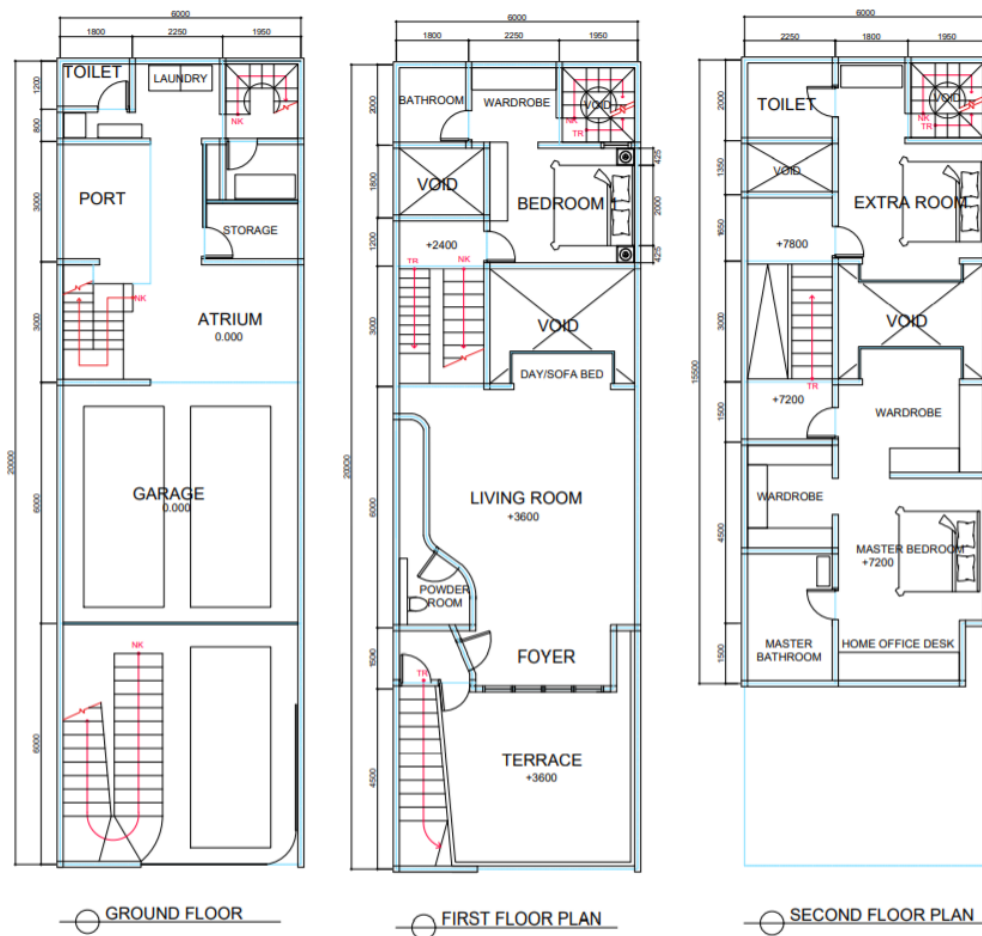 6000
1800
2250
1950
20000
1200
800
3000
3000
6000
6000
TOILET
LAUNDRY
NK
PORT
STORAGE
NK
ATRIUM
0.000
GARAGE
0.000
NK
GROUND FLOOR
6000
1800
2250
1950
20000
2000
1800
1200
3000
6000
1500
4500
BATHROOM
WARDROBE
VOID
NK
TR
425
2000
425
VOID
BEDROOM
+2400
TR
NK
VOID
DAY/SOFA BED
LIVING ROOM
+3600
POWDER
ROOM
FOYER
TR
TERRACE
+3600
FIRST FLOOR PLAN
6000
2250
1800
1950
15500
2000
1350
1650
3000
1500
4500
1500
TOILET
VOID
NK
TR
VOID
EXTRA ROOM
+7800
VOID
TR
+7200
WARDROBE
WARDROBE
MASTER BEDROOM
+7200
MASTER
BATHROOM
HOME OFFICE DESK
SECOND FLOOR PLAN